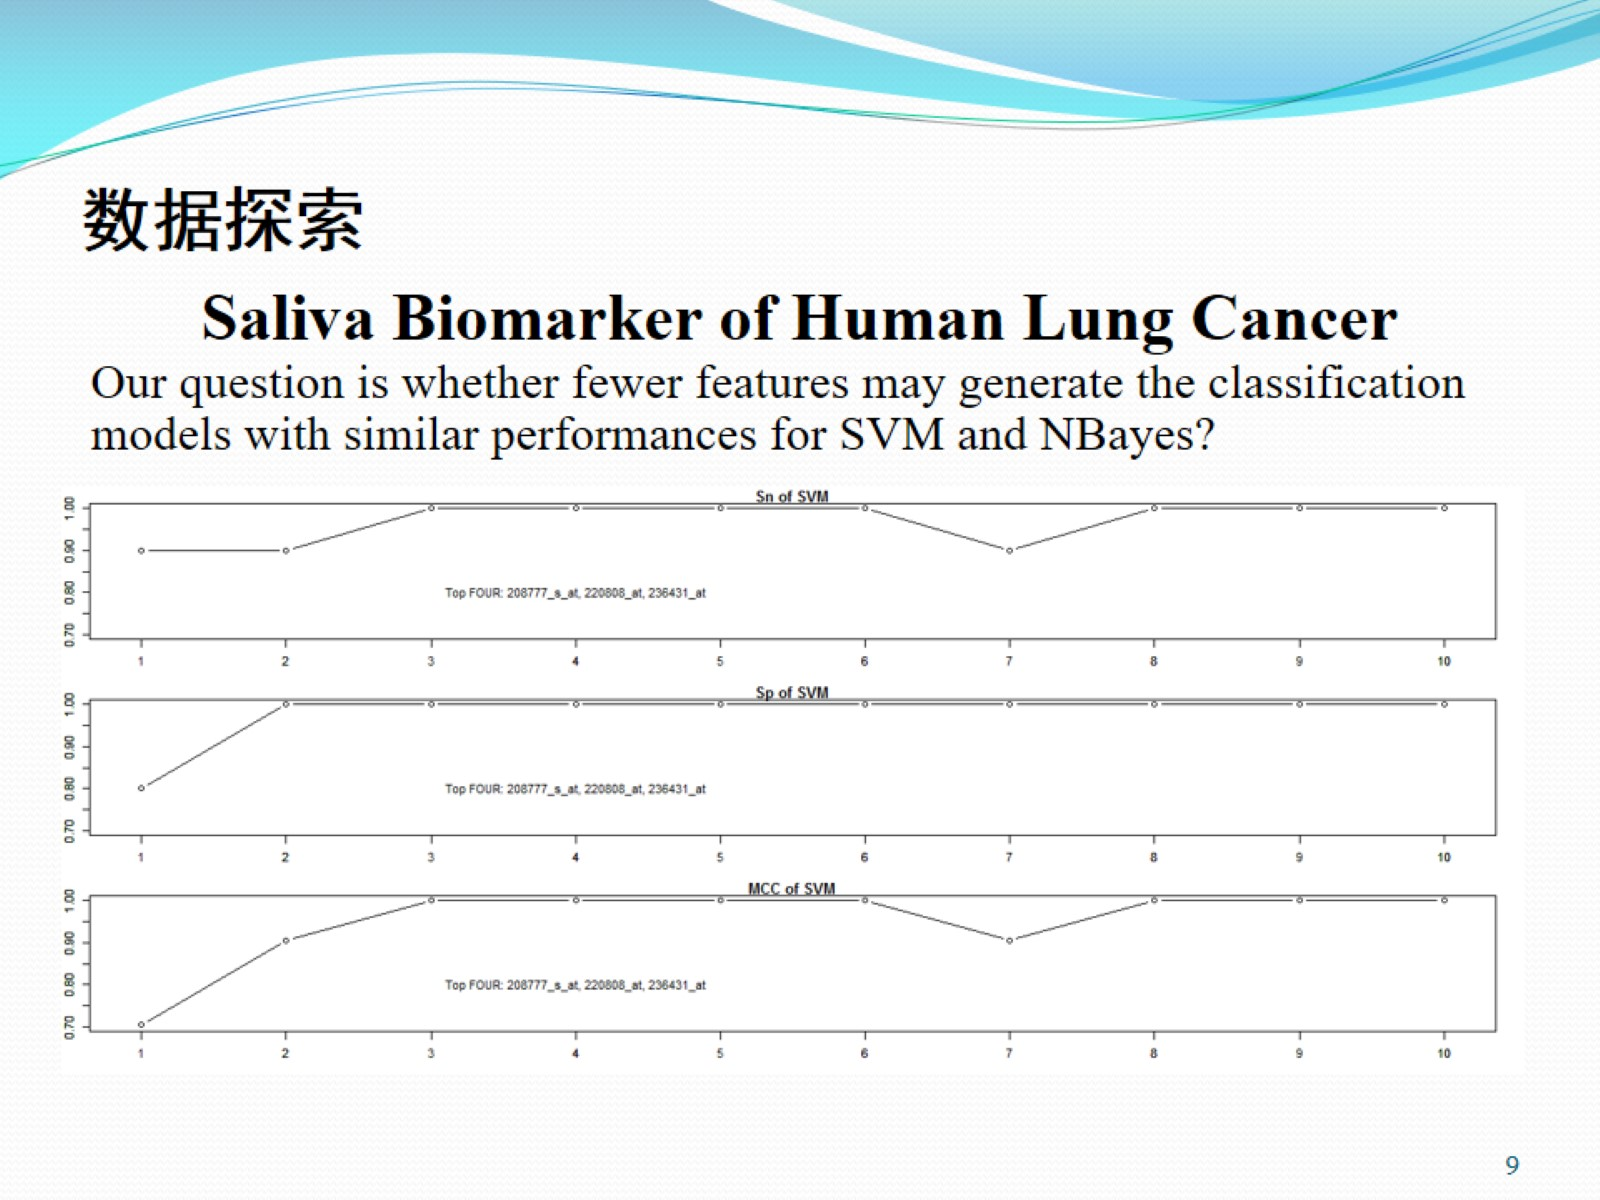 数据探索
Saliva Biomarker of Human Lung Cancer
Our question is whether fewer features may generate the classification
models with similar performances for SVM and NBayes?
Sn of SVM
1.00
0.90
0.80
0.70
Top FOUR: 208777_s_at, 220808_at, 236431_at
1 2 3 4 5 6 7 8 9 10
Sp of SVM
1.00
0.90
0.80
0.70
Top FOUR: 208777_s_at, 220808_at, 236431_at
1 2 3 4 5 6 7 8 9 10
MCC of SVM
1.00
0.90
0.80
0.70
Top FOUR: 208777_s_at, 220808_at, 236431_at
1 2 3 4 5 6 7 8 9 10
9